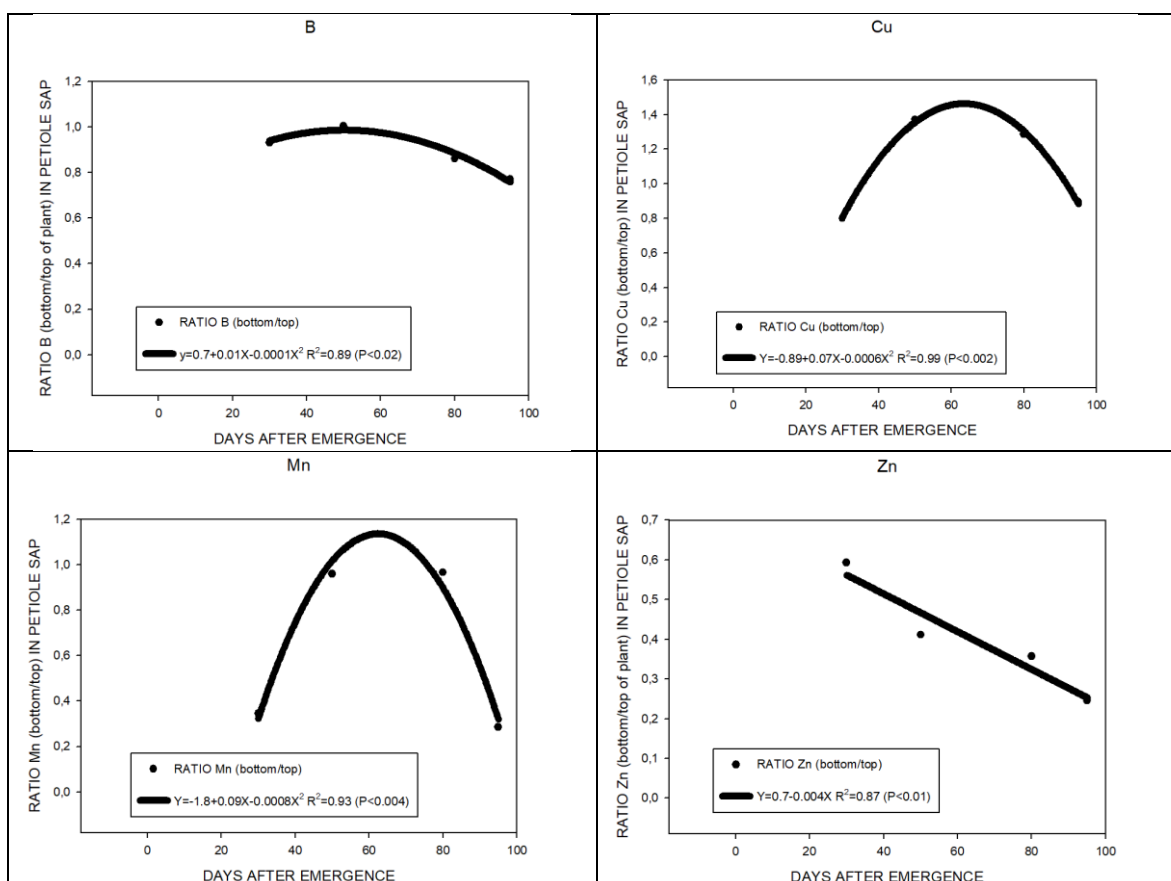 B
RATIO B (bottom/top of plant) IN PETIOLE SAP
1,2
1,0
0,8
0,6
0,4
0,2
0,0
RATIO B (bottom/top)
y=0.7+0.01X-0.0001X² R²=0.89 (P<0.02)
0 20 40 60 80 100
DAYS AFTER EMERGENCE
Cu
RATIO Cu (bottom/top) IN PETIOLE SAP
1,6
1,4
1,2
1,0
0,8
0,6
0,4
0,2
0,0
RATIO Cu (bottom/top)
Y=-0.89+0.07X-0.0006X² R²=0.99 (P<0.002)
0 20 40 60 80 100
DAYS AFTER EMERGENCE
Mn
RATIO Mn (bottom/top) IN PETIOLE SAP
1,2
1,0
0,8
0,6
0,4
0,2
0,0
RATIO Mn (bottom/top)
Y=-1.8+0.09X-0.0008X² R²=0.93 (P<0.004)
0 20 40 60 80 100
DAYS AFTER EMERGENCE
Zn
RATIO Zn (bottom/top of plant) IN PETIOLE SAP
0,7
0,6
0,5
0,4
0,3
0,2
0,1
0,0
RATIO Zn (bottom/top)
Y=0.7-0.004X R²=0.87 (P<0.01)
0 20 40 60 80 100
DAYS AFTER EMERGENCE